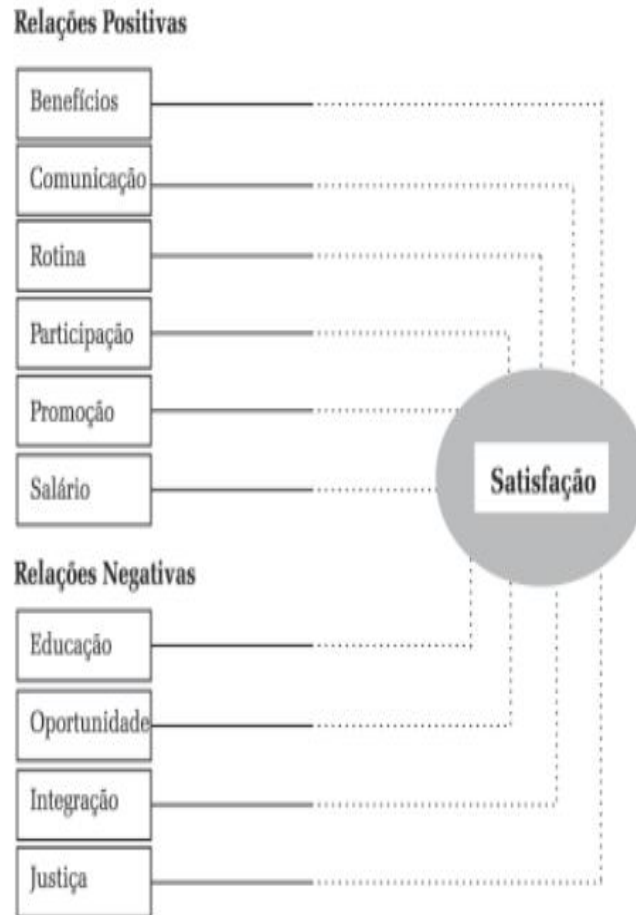 Relações Positivas
Benefícios
Comunicação
Rotina
Participação
Promoção
Salário
Satisfação
Relações Negativas
Educação
Oportunidade
Integração
Justiça